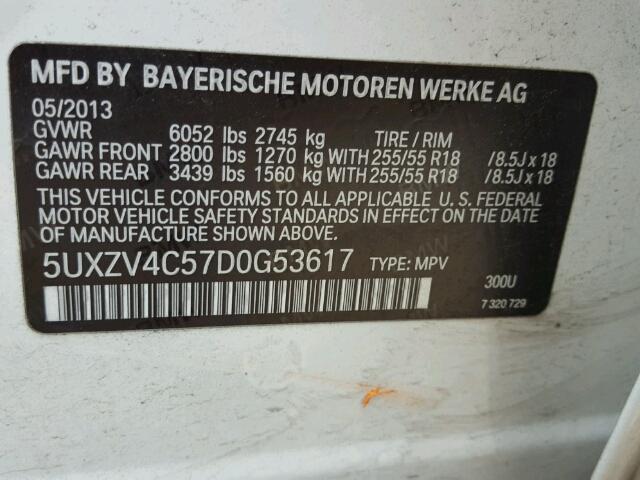 MFD BY BAYERISCHE MOTOREN WERKE AG
05/2013
GVWR 6052 lbs 2745 kg TIRE / RIM
GAWR FRONT 2800 lbs 1270 kg WITH 255/55 R18 /8.5J x 18
GAWR REAR 3439 lbs 1560 kg WITH 255/55 R18 /8.5J x 18
THIS VEHICLE CONFORMS TO ALL APPLICABLE U. S. FEDERAL
MOTOR VEHICLE SAFETY STANDARDS IN EFFECT ON THE DATE
OF MANUFACTURE SHOWN ABOVE.
5UXZV4C57D0G53617 TYPE: MPV
300U
7 320 729